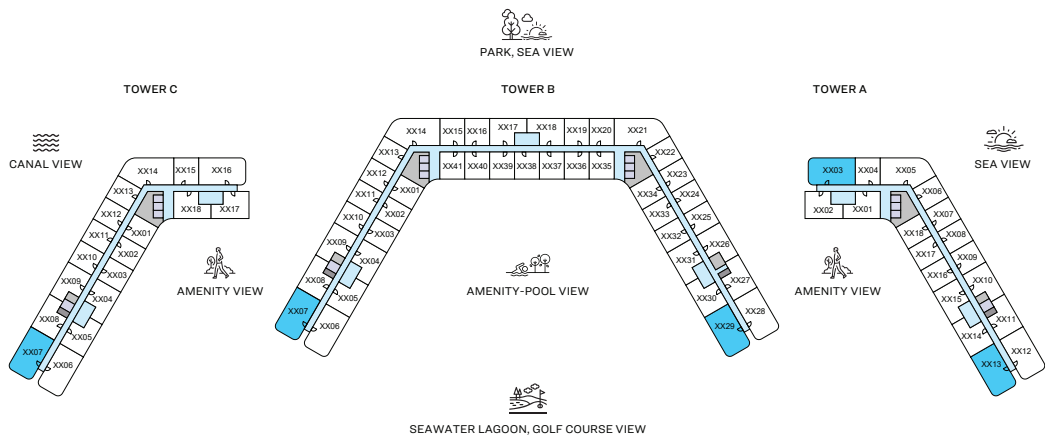 PARK, SEA VIEW
TOWER C
TOWER B
TOWER A
CANAL VIEW
SEA VIEW
XX14
XX15
XX16
XX13
XX12
XX11
XX10
XX09
XX08
XX07
XX18
XX17
XX01
XX02
XX03
XX04
XX05
XX06
AMENITY VIEW
XX14
XX15
XX16
XX17
XX18
XX19
XX20
XX21
XX13
XX12
XX11
XX10
XX09
XX08
XX07
XX41
XX40
XX39
XX38
XX37
XX36
XX35
XX01
XX02
XX03
XX04
XX05
XX06
XX22
XX23
XX24
XX25
XX26
XX27
XX28
XX34
XX33
XX32
XX31
XX30
XX29
AMENITY-POOL VIEW
XX03
XX04
XX05
XX02
XX01
XX06
XX07
XX08
XX09
XX10
XX11
XX12
XX18
XX17
XX16
XX15
XX14
XX13
AMENITY VIEW
SEAWATER LAGOON, GOLF COURSE VIEW